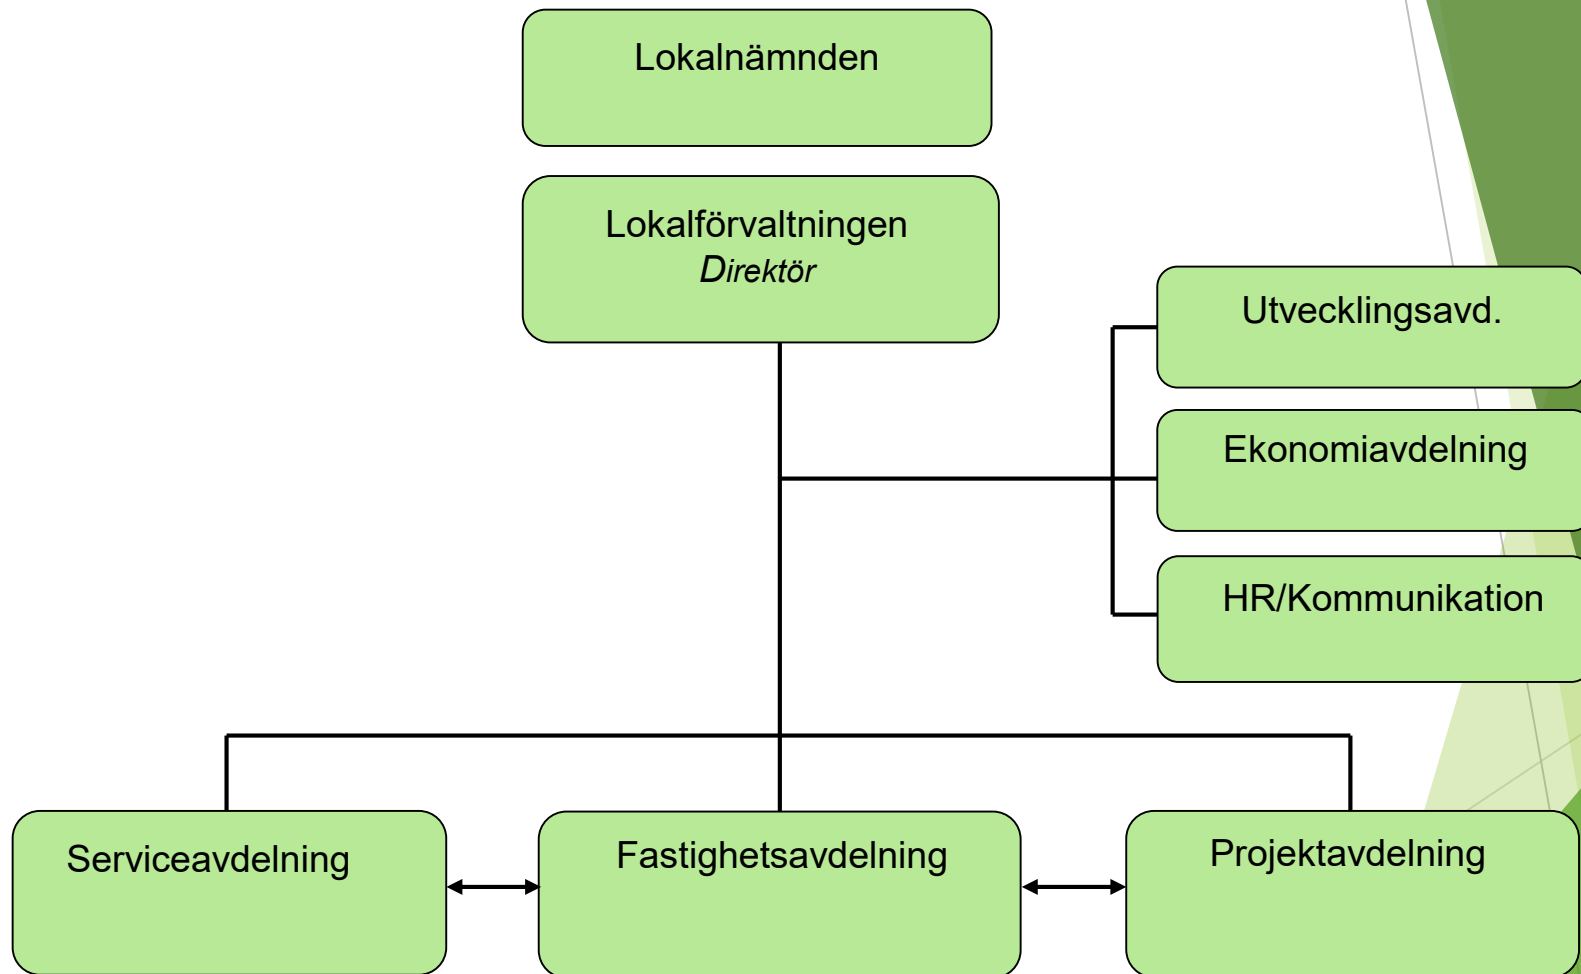 Lokalnämnden
Lokalförvaltningen
Direktör
Utvecklingsavd.
Ekonomiavdelning
HR/Kommunikation
Serviceavdelning
Fastighetsavdelning
Projektavdelning